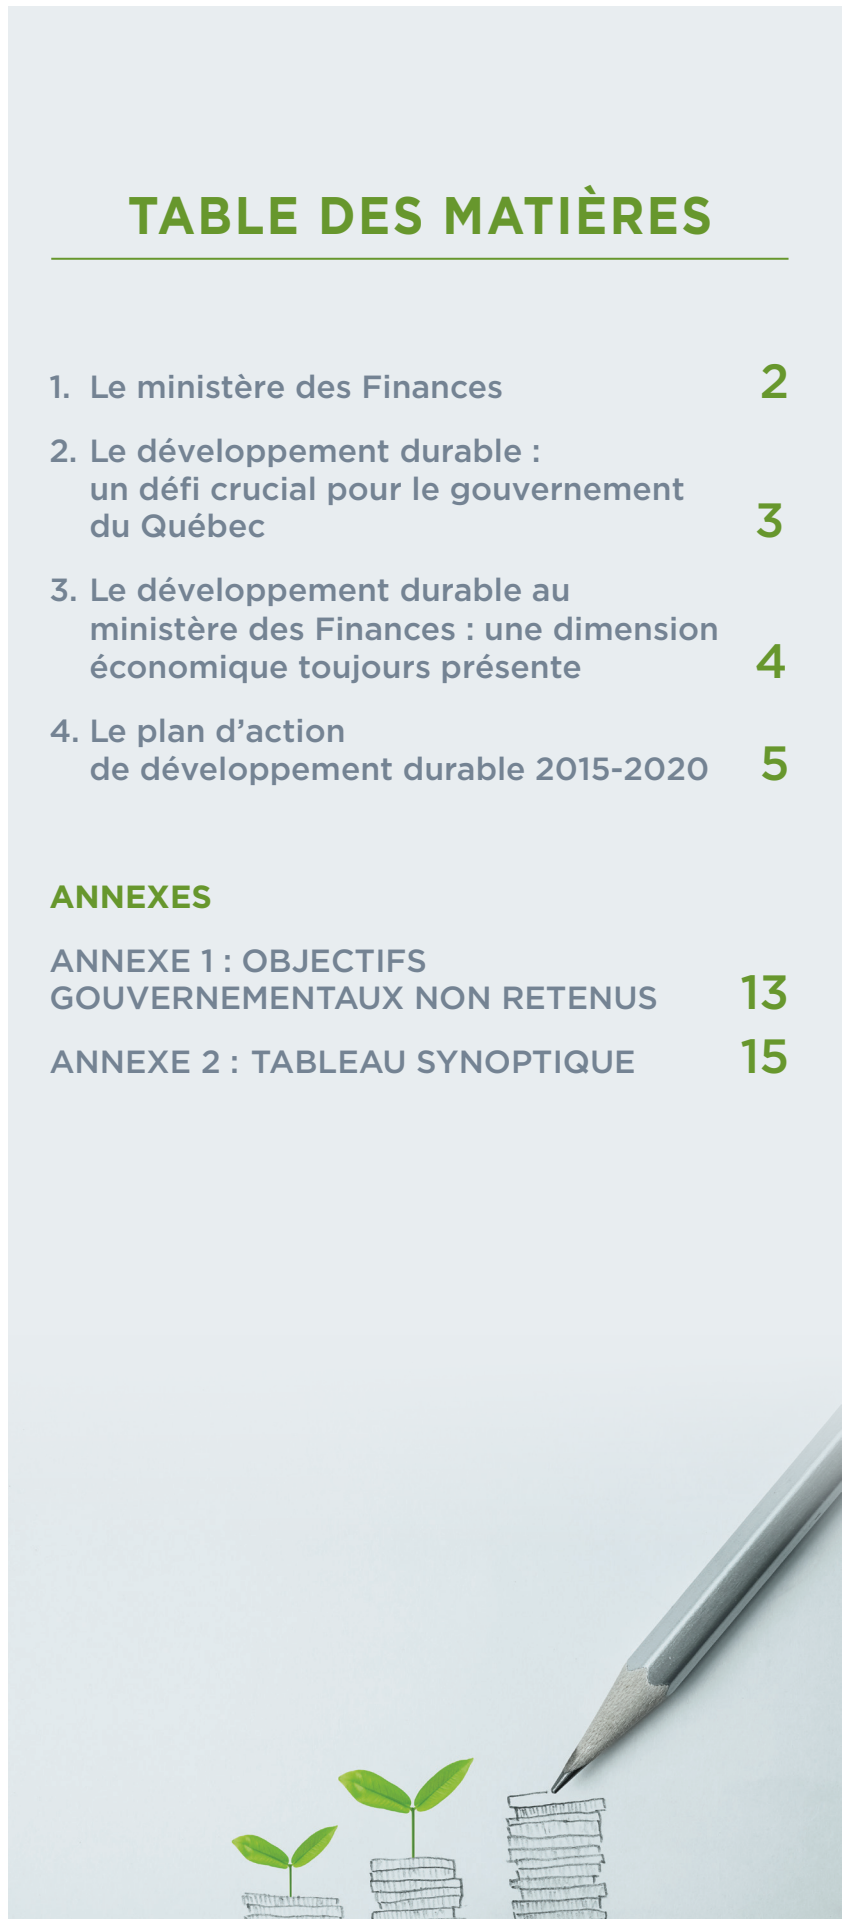 TABLE DES MATIÈRES
1. Le ministère des Finances 2
2. Le développement durable :
un défi crucial pour le gouvernement
du Québec 3
3. Le développement durable au
ministère des Finances : une dimension
économique toujours présente 4
4. Le plan d’action
de développement durable 2015-2020 5
ANNEXES
ANNEXE 1 : OBJECTIFS
GOUVERNEMENTAUX NON RETENUS 13
ANNEXE 2 : TABLEAU SYNOPTIQUE 15